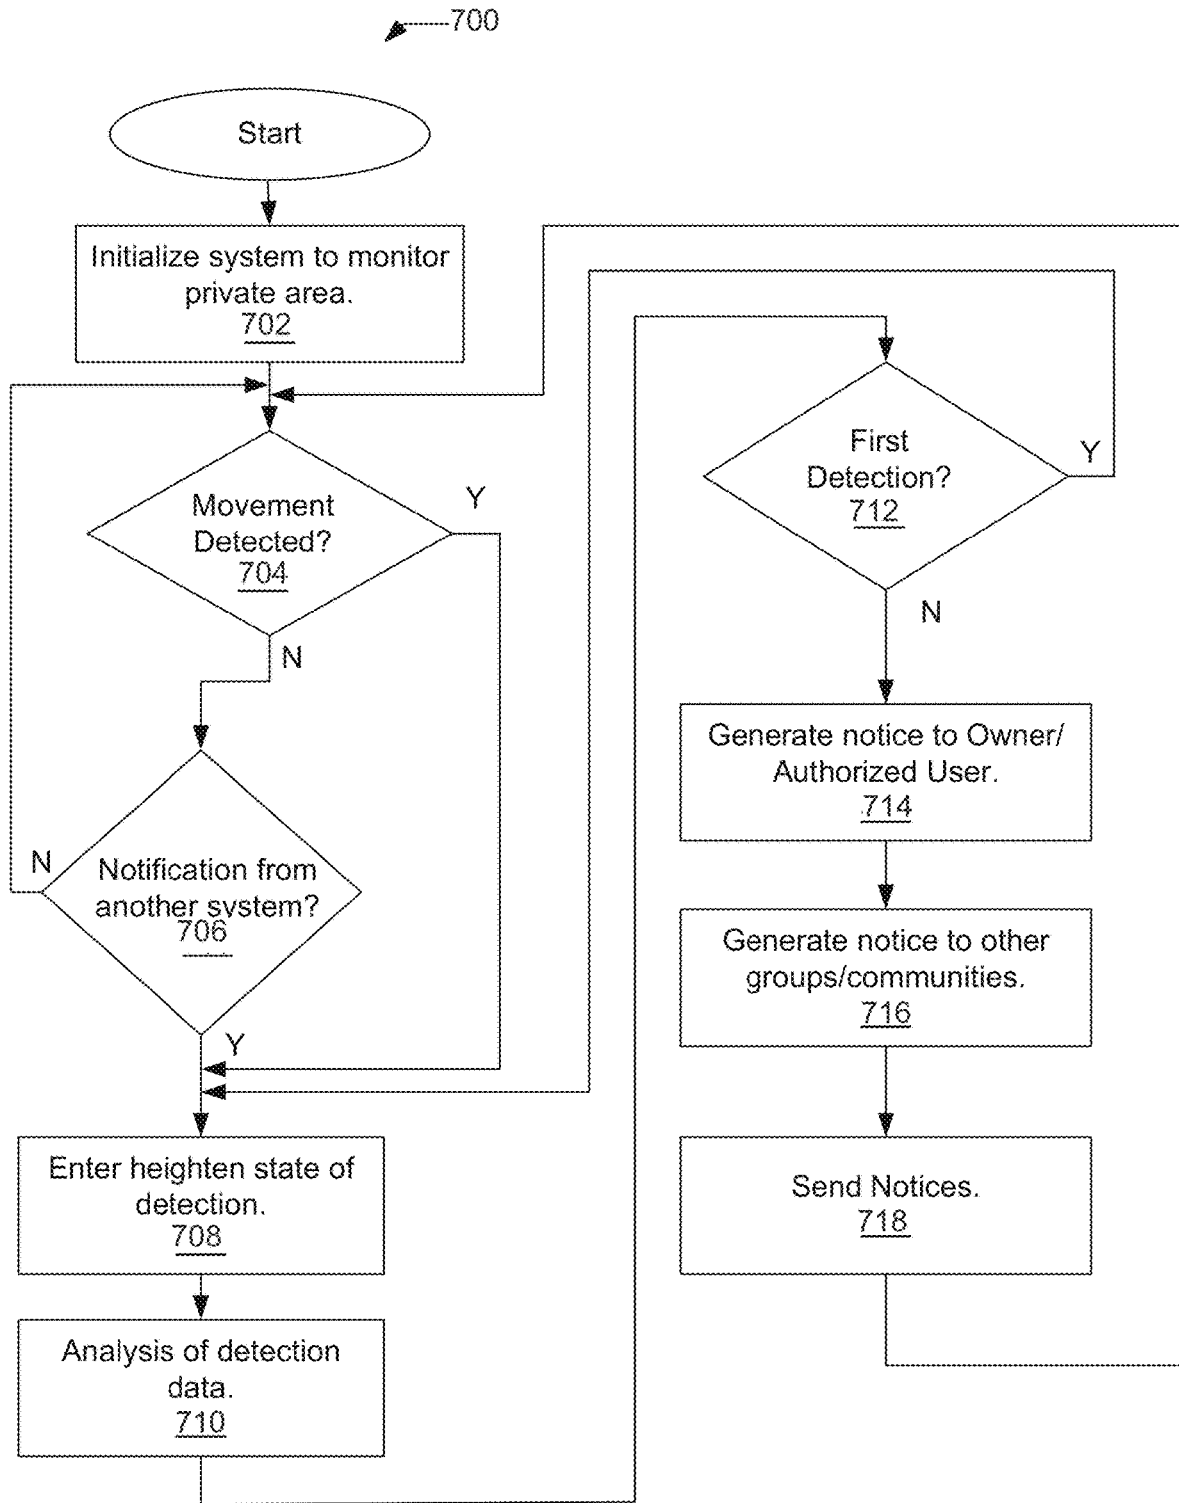 700
Start
Initialize system to monitor
private area.
702
Movement
Detected?
704
Y
N
Notification from
another system?
706
N
Y
Enter heighten state of
detection.
708
Analysis of detection
data.
710
First
Detection?
712
Y
N
Generate notice to Owner/
Authorized User.
714
Generate notice to other
groups/communities.
716
Send Notices.
718